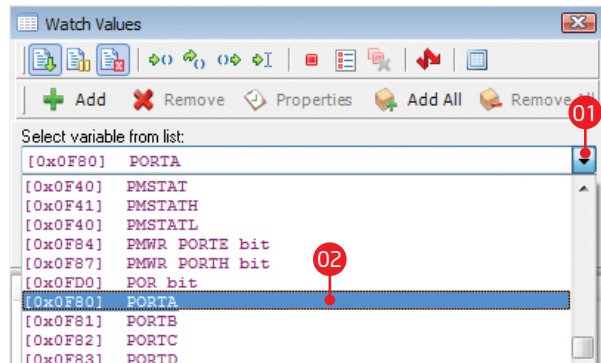 Watch Values
Add Remove Properties Add All Remove All
01
Select variable from list:
[0x0F80] PORTA
[0x0F40] PMSTAT
[0x0F41] PMSTATH
[0x0F40] PMSTATL
[0x0F84] PMWR PORTE bit
[0x0F87] PMWR PORTH bit
02
[0x0FD0] POR bit
[0x0F80] PORTA
[0x0F81] PORTB
[0x0F82] PORTC
[0x0F83] PORTD